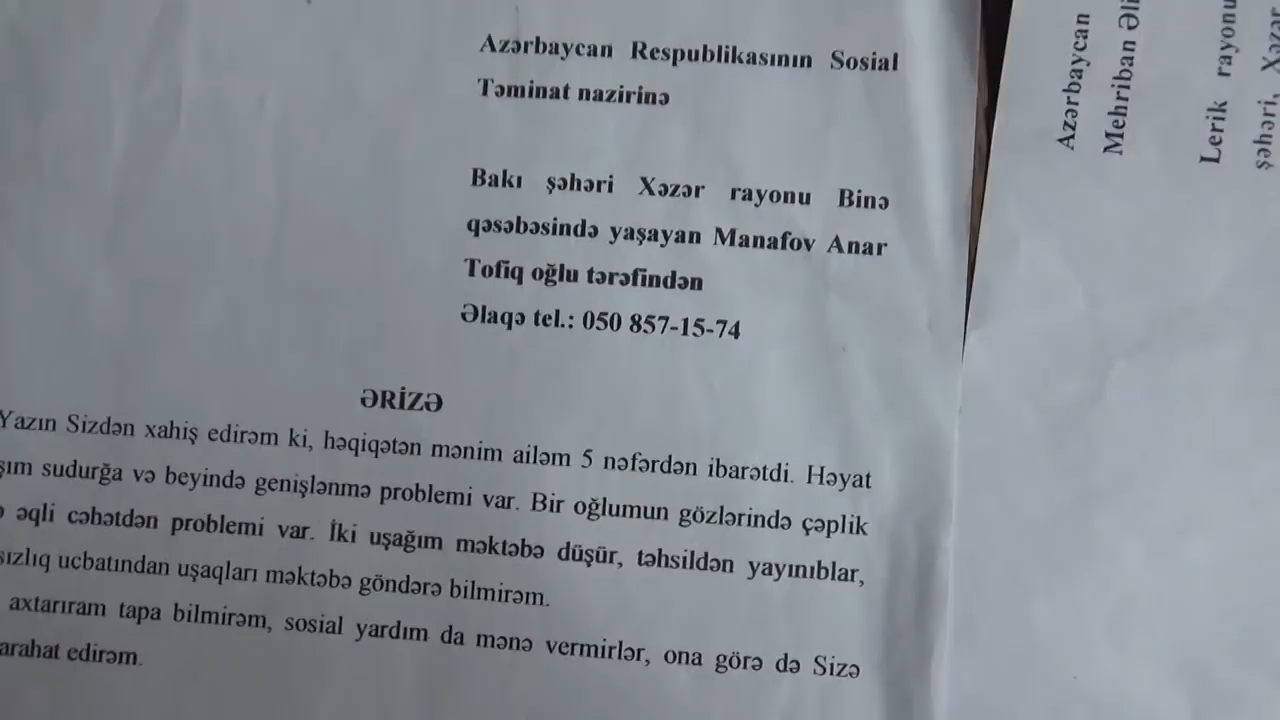 Azərbaycan Respublikasının Sosial
Təminat nazirinə
Bakı şəhəri Xəzər rayonu Binə
qəsəbəsində yaşayan Manafov Anar
Tofiq oğlu tərəfindən
Əlaqə tel.: 050 857-15-74
ƏRİZƏ
Yazın Sizdən xahiş edirəm ki, həqiqətən mənim ailəm 5 nəfərdən ibarətdi. Həyat
sudurğa və beyində genişlənmə problemi var. Bir oğlumun gözlərində çəplik
əqli cəhətdən problemi var. İki uşağım məktəbə düşür, təhsildən yayınıblar,
ucbatından uşaqları məktəbə göndərə bilmirəm.
axtarıram tapa bilmirəm, sosial yardım da mənə vermirlər, ona görə də Sizə
arahat edirəm.
Azərbaycan
Mehriban Əli
Lerik rayonu
şəhəri, Xəzər